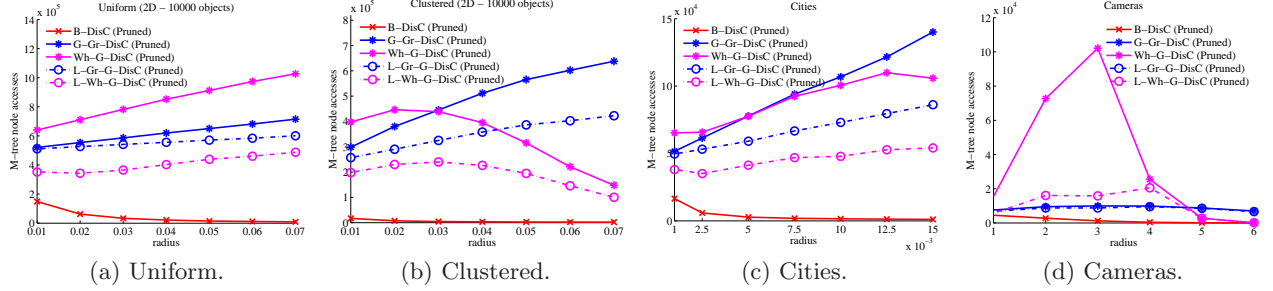 Uniform (2D − 10000 objects)
x 10^5
M−tree node accesses
14
12
10
8
6
4
2
0
0.01 0.02 0.03 0.04 0.05 0.06 0.07
radius
B−DisC (Pruned)
G−Gr−DisC (Pruned)
Wh−G−DisC (Pruned)
L−Gr−G−DisC (Pruned)
L−Wh−G−DisC (Pruned)
(a) Uniform.
Clustered (2D − 10000 objects)
x 10^5
M−tree node accesses
8
7
6
5
4
3
2
1
0
0.01 0.02 0.03 0.04 0.05 0.06 0.07
radius
B−DisC (Pruned)
G−Gr−DisC (Pruned)
Wh−G−DisC (Pruned)
L−Gr−G−DisC (Pruned)
L−Wh−G−DisC (Pruned)
(b) Clustered.
Cities
x 10^4
M−tree node accesses
15
10
5
0
1 2.5 5 7.5 10 12.5 15
x 10^−3
radius
B−DisC (Pruned)
G−Gr−DisC (Pruned)
Wh−G−DisC (Pruned)
L−Gr−G−DisC (Pruned)
L−Wh−G−DisC (Pruned)
(c) Cities.
Cameras
x 10^4
M−tree node accesses
12
10
8
6
4
2
0
1 2 3 4 5 6
radius
B−DisC (Pruned)
G−Gr−DisC (Pruned)
Wh−G−DisC (Pruned)
L−Gr−G−DisC (Pruned)
L−Wh−G−DisC (Pruned)
(d) Cameras.